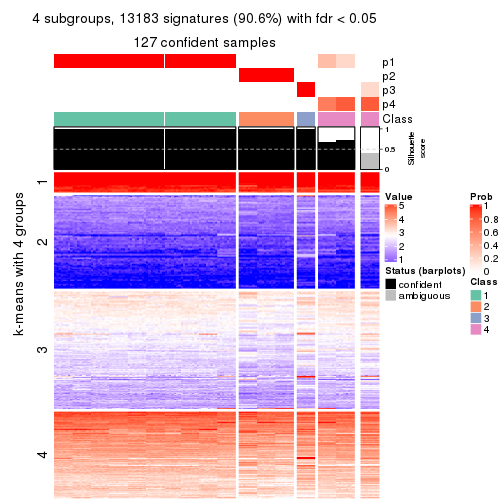 4 subgroups, 13183 signatures (90.6%) with fdr < 0.05
127 confident samples
p1
p2
p3
p4
Class
1
0.5
0
Silhouette
score
k-means with 4 groups
1
2
3
4
Value
5
4
3
2
1
Status (barplots)
confident
ambiguous
Prob
1
0.8
0.6
0.4
0.2
0
Class
1
2
3
4